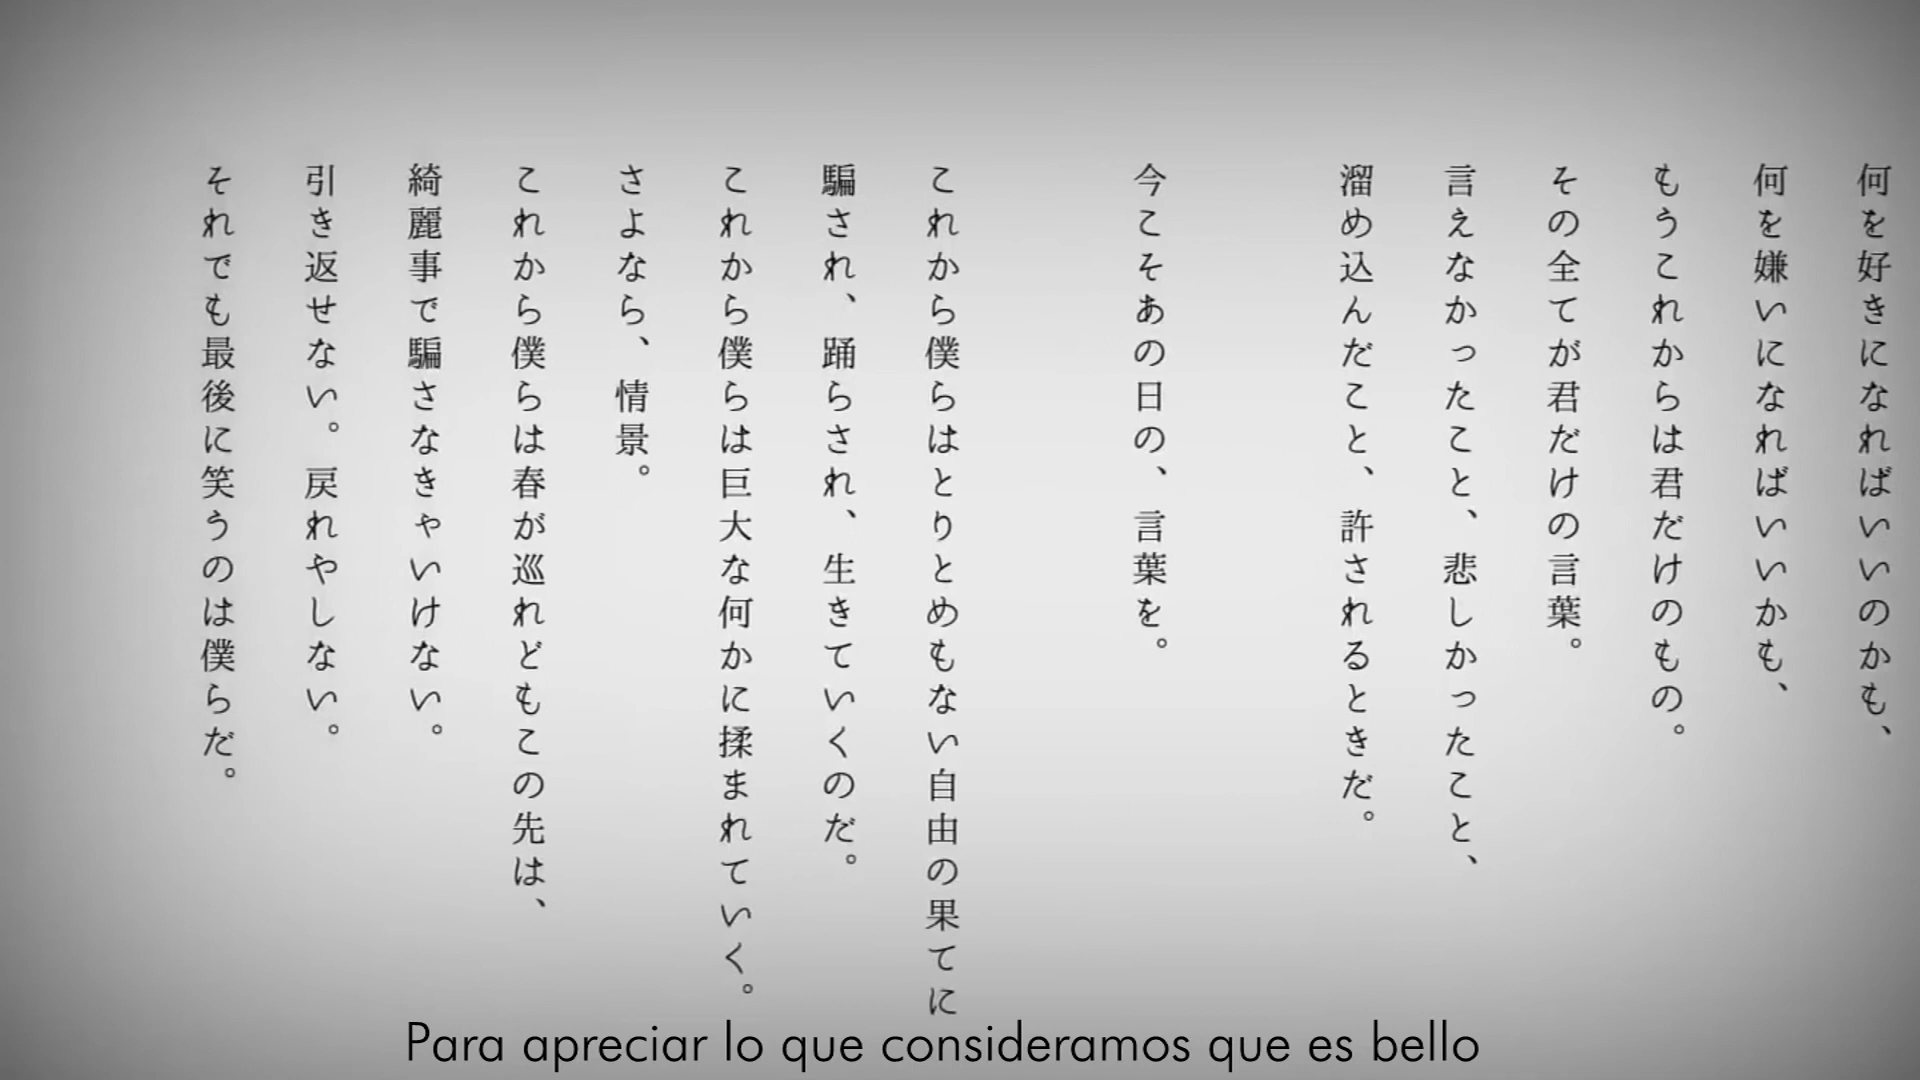 何を好きになればいいのかも、
何を嫌いになればいいかも、
もうこれからは君だけのもの。
その全てが君だけの言葉。
言えなかったこと、悲しかったこと、
溜め込んだこと、許されるときだ。
今こそあの日の、言葉を。
これから僕らはとりとめもない自由の果てに
騙され、踊らされ、生きていくのだ。
これから僕らは巨大な何かに揉まれていく。
さよなら、情景。
これから僕らは春が巡れどもこの先は、
綺麗事で騙さなきゃいけない。
引き返せない。戻れやしない。
それでも最後に笑うのは僕らだ。
Para apreciar lo que consideramos que es bello